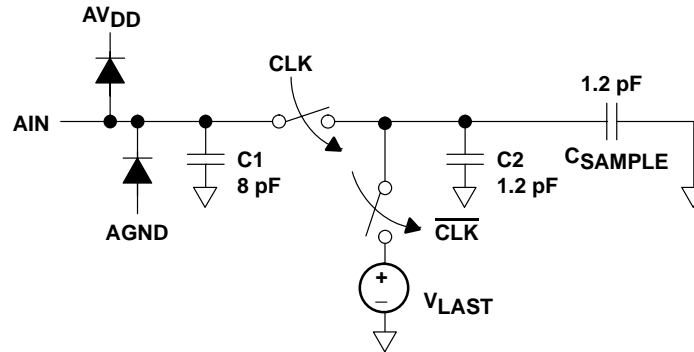 AVDD
CLK
1.2 pF
AIN
C1
8 pF
C2
1.2 pF
CSAMPLE
AGND
CLK
+
−
VLAST